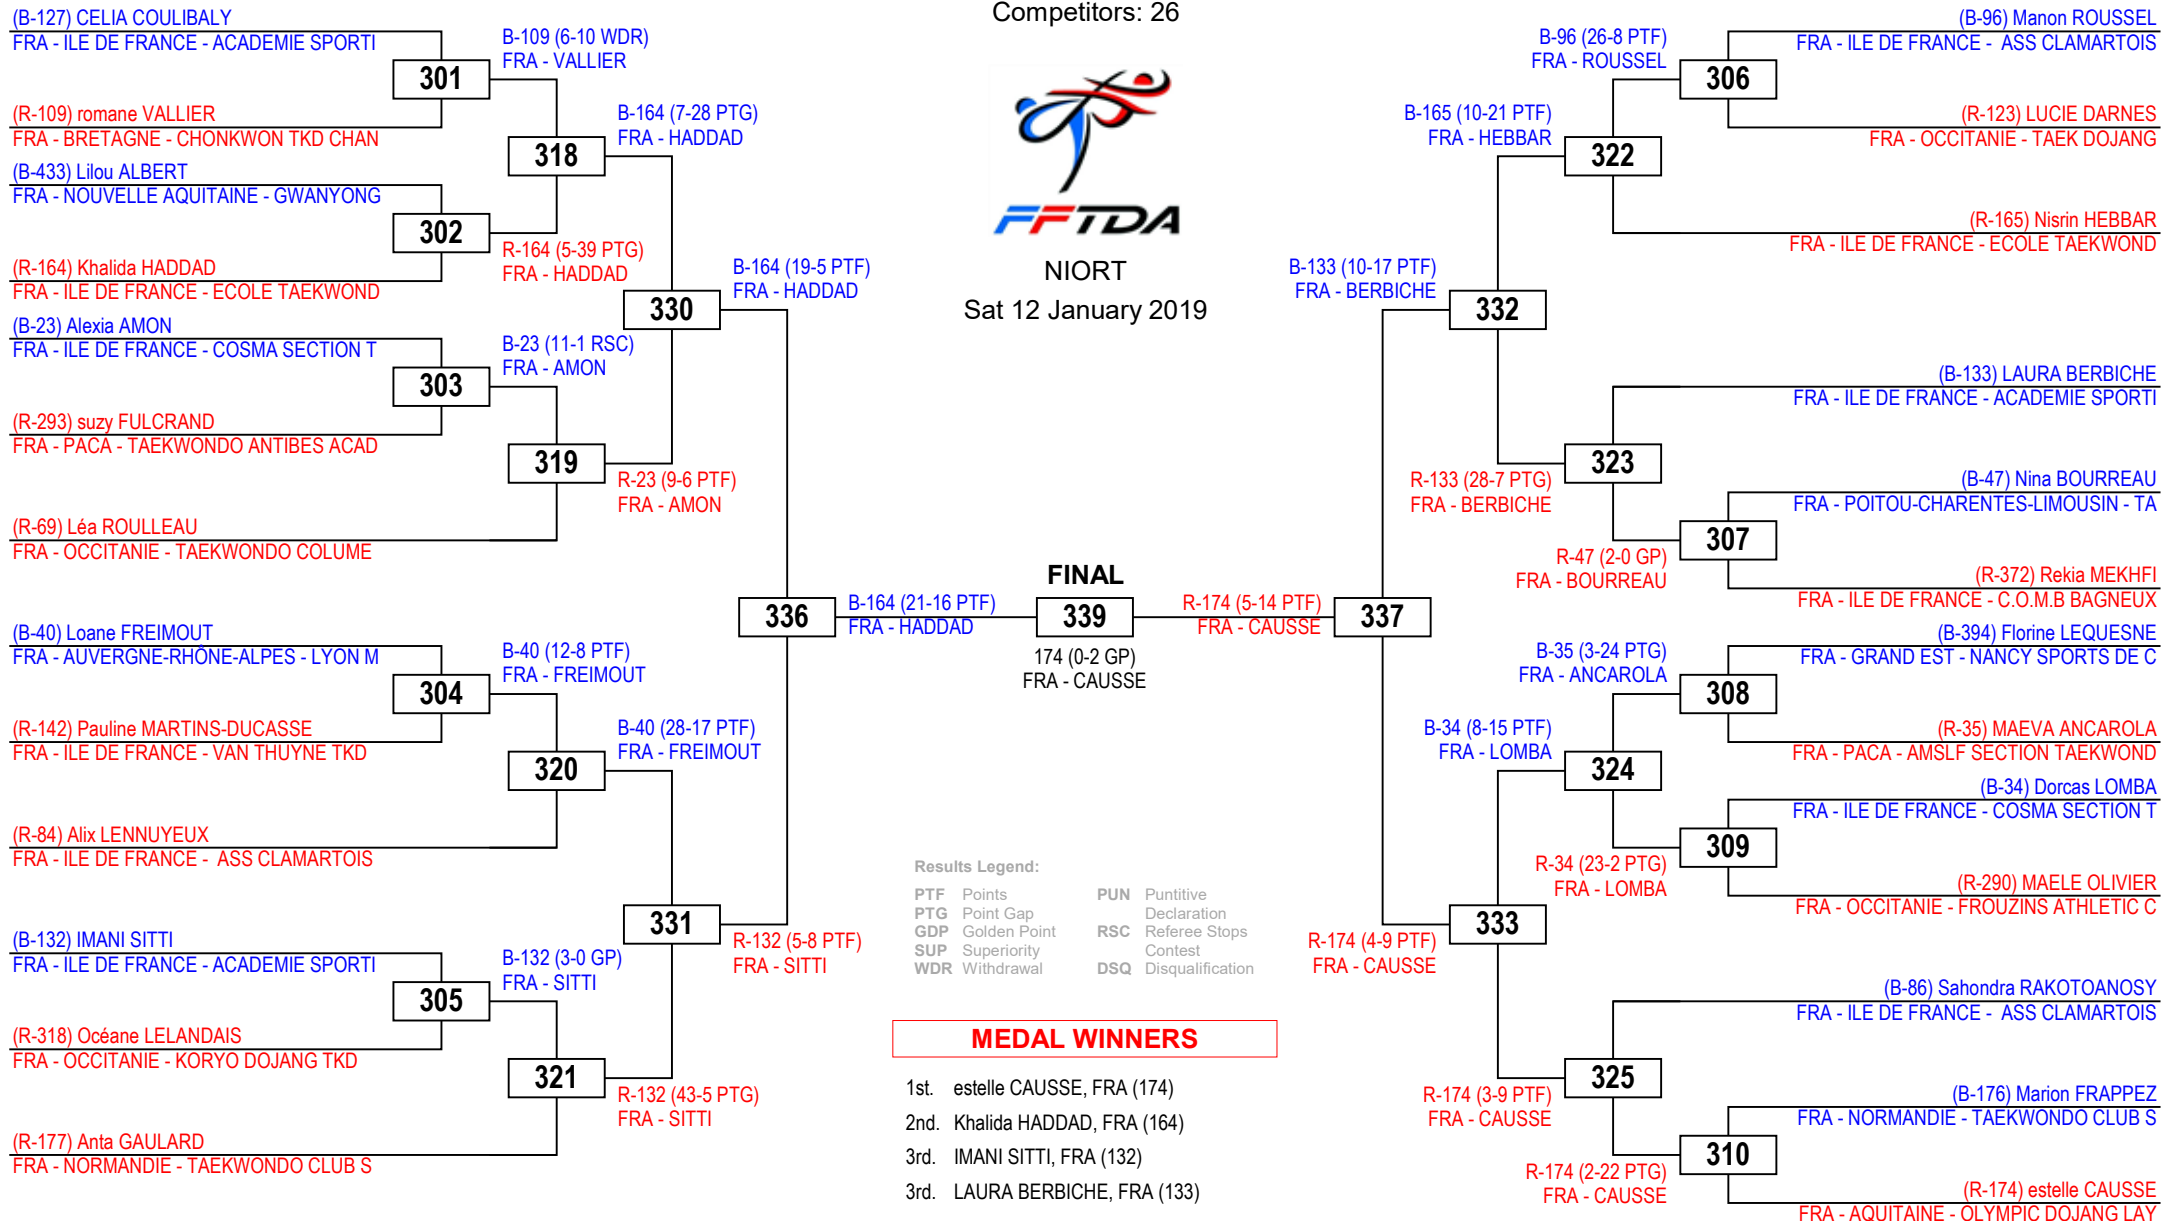 Competitors: 26
FFTDA
NIORT
Sat 12 January 2019
(B-127) CELIA COULIBALY
FRA - ILE DE FRANCE - ACADEMIE SPORTI
301
(R-109) romane VALLIER
FRA - BRETAGNE - CHONKWON TKD CHAN
B-109 (6-10 WDR)
FRA - VALLIER
318
(B-433) Lilou ALBERT
FRA - NOUVELLE AQUITAINE - GWANYONG
302
(R-164) Khalida HADDAD
FRA - ILE DE FRANCE - ECOLE TAEKWOND
R-164 (5-39 PTG)
FRA - HADDAD
B-164 (7-28 PTG)
FRA - HADDAD
330
(B-23) Alexia AMON
FRA - ILE DE FRANCE - COSMA SECTION T
303
(R-293) suzy FULCRAND
FRA - PACA - TAEKWONDO ANTIBES ACAD
B-23 (11-1 RSC)
FRA - AMON
319
(R-69) Léa ROULLEAU
FRA - OCCITANIE - TAEKWONDO COLUME
R-23 (9-6 PTF)
FRA - AMON
B-164 (19-5 PTF)
FRA - HADDAD
336
(B-40) Loane FREIMOUT
FRA - AUVERGNE-RHÔNE-ALPES - LYON M
304
(R-142) Pauline MARTINS-DUCASSE
FRA - ILE DE FRANCE - VAN THUYNE TKD
B-40 (12-8 PTF)
FRA - FREIMOUT
320
(R-84) Alix LENNUYEUX
FRA - ILE DE FRANCE - ASS CLAMARTOIS
B-40 (28-17 PTF)
FRA - FREIMOUT
331
(B-132) IMANI SITTI
FRA - ILE DE FRANCE - ACADEMIE SPORTI
305
(R-318) Océane LELANDAIS
FRA - OCCITANIE - KORYO DOJANG TKD
B-132 (3-0 GP)
FRA - SITTI
321
(R-177) Anta GAULARD
FRA - NORMANDIE - TAEKWONDO CLUB S
R-132 (43-5 PTG)
FRA - SITTI
R-132 (5-8 PTF)
FRA - SITTI
B-164 (21-16 PTF)
FRA - HADDAD
FINAL
339
174 (0-2 GP)
FRA - CAUSSE
R-174 (5-14 PTF)
FRA - CAUSSE
337
(B-96) Manon ROUSSEL
FRA - ILE DE FRANCE - ASS CLAMARTOIS
306
(R-123) LUCIE DARNES
FRA - OCCITANIE - TAEK DOJANG
B-96 (26-8 PTF)
FRA - ROUSSEL
322
(R-165) Nisrin HEBBAR
FRA - ILE DE FRANCE - ECOLE TAEKWOND
B-165 (10-21 PTF)
FRA - HEBBAR
332
(B-133) LAURA BERBICHE
FRA - ILE DE FRANCE - ACADEMIE SPORTI
323
(B-47) Nina BOURREAU
FRA - POITOU-CHARENTES-LIMOUSIN - TA
307
(R-372) Rekia MEKHFI
FRA - ILE DE FRANCE - C.O.M.B BAGNEUX
R-47 (2-0 GP)
FRA - BOURREAU
R-133 (28-7 PTG)
FRA - BERBICHE
B-133 (10-17 PTF)
FRA - BERBICHE
(B-394) Florine LEQUESNE
FRA - GRAND EST - NANCY SPORTS DE C
308
(R-35) MAEVA ANCAROLA
FRA - PACA - AMSLF SECTION TAEKWOND
B-35 (3-24 PTG)
FRA - ANCAROLA
324
(B-34) Dorcas LOMBA
FRA - ILE DE FRANCE - COSMA SECTION T
309
(R-290) MAELE OLIVIER
FRA - OCCITANIE - FROUZINS ATHLETIC C
R-34 (23-2 PTG)
FRA - LOMBA
B-34 (8-15 PTF)
FRA - LOMBA
333
(B-86) Sahondra RAKOTOANOSY
FRA - ILE DE FRANCE - ASS CLAMARTOIS
325
(B-176) Marion FRAPPEZ
FRA - NORMANDIE - TAEKWONDO CLUB S
310
(R-174) estelle CAUSSE
FRA - AQUITAINE - OLYMPIC DOJANG LAY
R-174 (2-22 PTG)
FRA - CAUSSE
R-174 (3-9 PTF)
FRA - CAUSSE
R-174 (4-9 PTF)
FRA - CAUSSE
Results Legend:
PTF Points
PTG Point Gap
GDP Golden Point
SUP Superiority
WDR Withdrawal
PUN Puntitive
Declaration
RSC Referee Stops
Contest
DSQ Disqualification
MEDAL WINNERS
1st. estelle CAUSSE, FRA (174)
2nd. Khalida HADDAD, FRA (164)
3rd. IMANI SITTI, FRA (132)
3rd. LAURA BERBICHE, FRA (133)